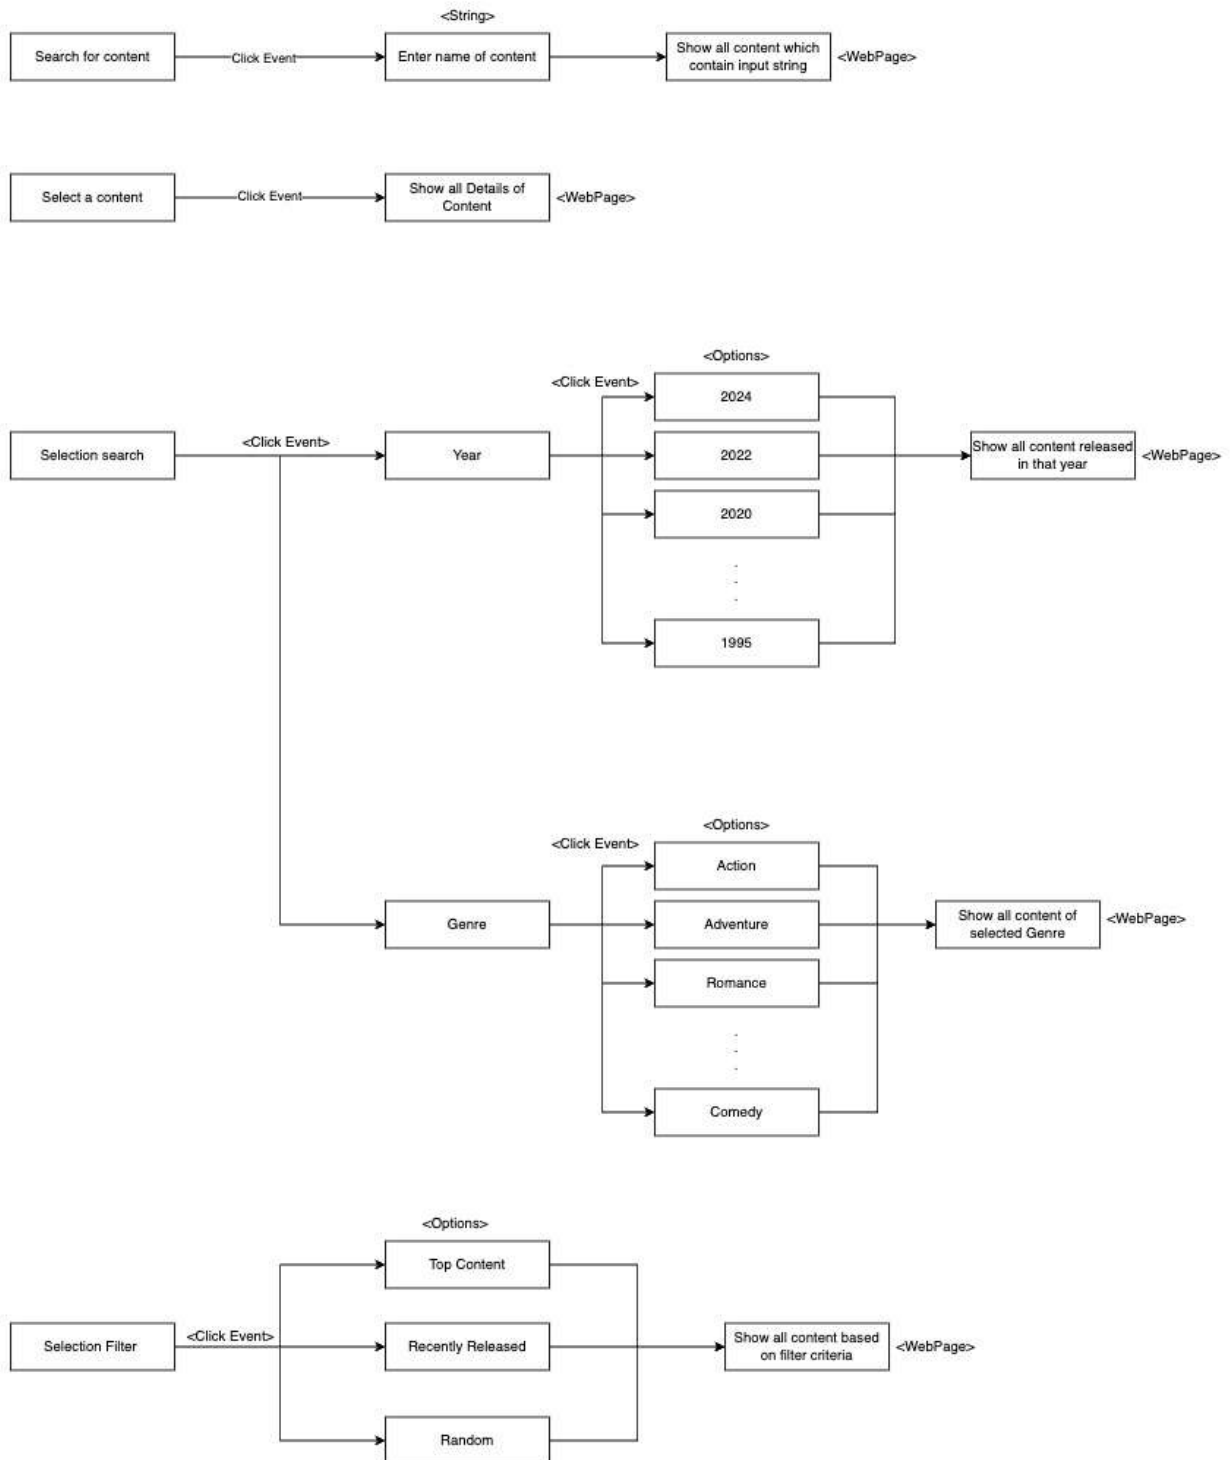 <String>
Search for content
Click Event
Enter name of content
Show all content which
contain input string
<WebPage>
Select a content
Click Event
Show all Details of
Content
<WebPage>
<Options>
<Click Event>
2024
Selection search
<Click Event>
Year
2022
Show all content released
in that year
<WebPage>
2020
.
.
.
1995
<Options>
<Click Event>
Action
Genre
Adventure
Show all content of
selected Genre
<WebPage>
Romance
.
.
.
Comedy
<Options>
Top Content
Selection Filter
<Click Event>
Recently Released
Show all content based
on filter criteria
<WebPage>
Random